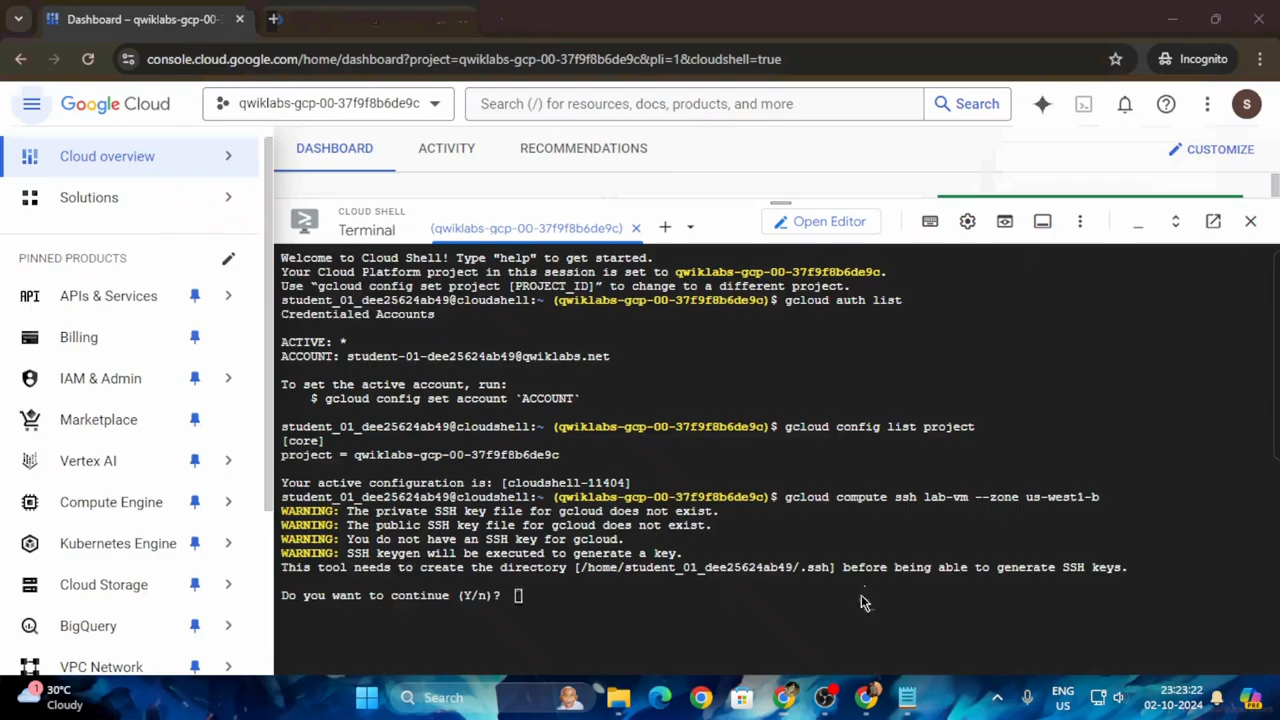 Dashboard – qwiklabs-gcp-00-
console.cloud.google.com/home/dashboard?project=qwiklabs-gcp-00-37f9f8b6de9c&pli=1&cloudshell=true
Incognito
Google Cloud
qwiklabs-gcp-00-37f9f8b6de9c
Search (/) for resources, docs, products, and more
Search
S
Cloud overview
Solutions
PINNED PRODUCTS
API APIs & Services
Billing
IAM & Admin
Marketplace
Vertex AI
Compute Engine
Kubernetes Engine
Cloud Storage
BigQuery
VPC Network
DASHBOARD
ACTIVITY
RECOMMENDATIONS
CUSTOMIZE
CLOUD SHELL
Terminal
(qwiklabs-gcp-00-37f9f8b6de9c)
Open Editor
Welcome to Cloud Shell! Type "help" to get started.
Your Cloud Platform project in this session is set to qwiklabs-gcp-00-37f9f8b6de9c.
Use “gcloud config set project [PROJECT_ID]” to change to a different project.
student_01_dee25624ab49@cloudshell:~ (qwiklabs-gcp-00-37f9f8b6de9c)$ gcloud auth list
Credentialed Accounts
ACTIVE: *
ACCOUNT: student-01-dee25624ab49@qwiklabs.net
To set the active account, run:
$ gcloud config set account `ACCOUNT`
student_01_dee25624ab49@cloudshell:~ (qwiklabs-gcp-00-37f9f8b6de9c)$ gcloud config list project
[core]
project = qwiklabs-gcp-00-37f9f8b6de9c
Your active configuration is: [cloudshell-11404]
student_01_dee25624ab49@cloudshell:~ (qwiklabs-gcp-00-37f9f8b6de9c)$ gcloud compute ssh lab-vm --zone us-west1-b
WARNING: The private SSH key file for gcloud does not exist.
WARNING: The public SSH key file for gcloud does not exist.
WARNING: You do not have an SSH key for gcloud.
WARNING: SSH keygen will be executed to generate a key.
This tool needs to create the directory [/home/student_01_dee25624ab49/.ssh] before being able to generate SSH keys.
Do you want to continue (Y/n)?
1
30°C
Cloudy
Search
ENG
US
23:23:22
02-10-2024
PRE